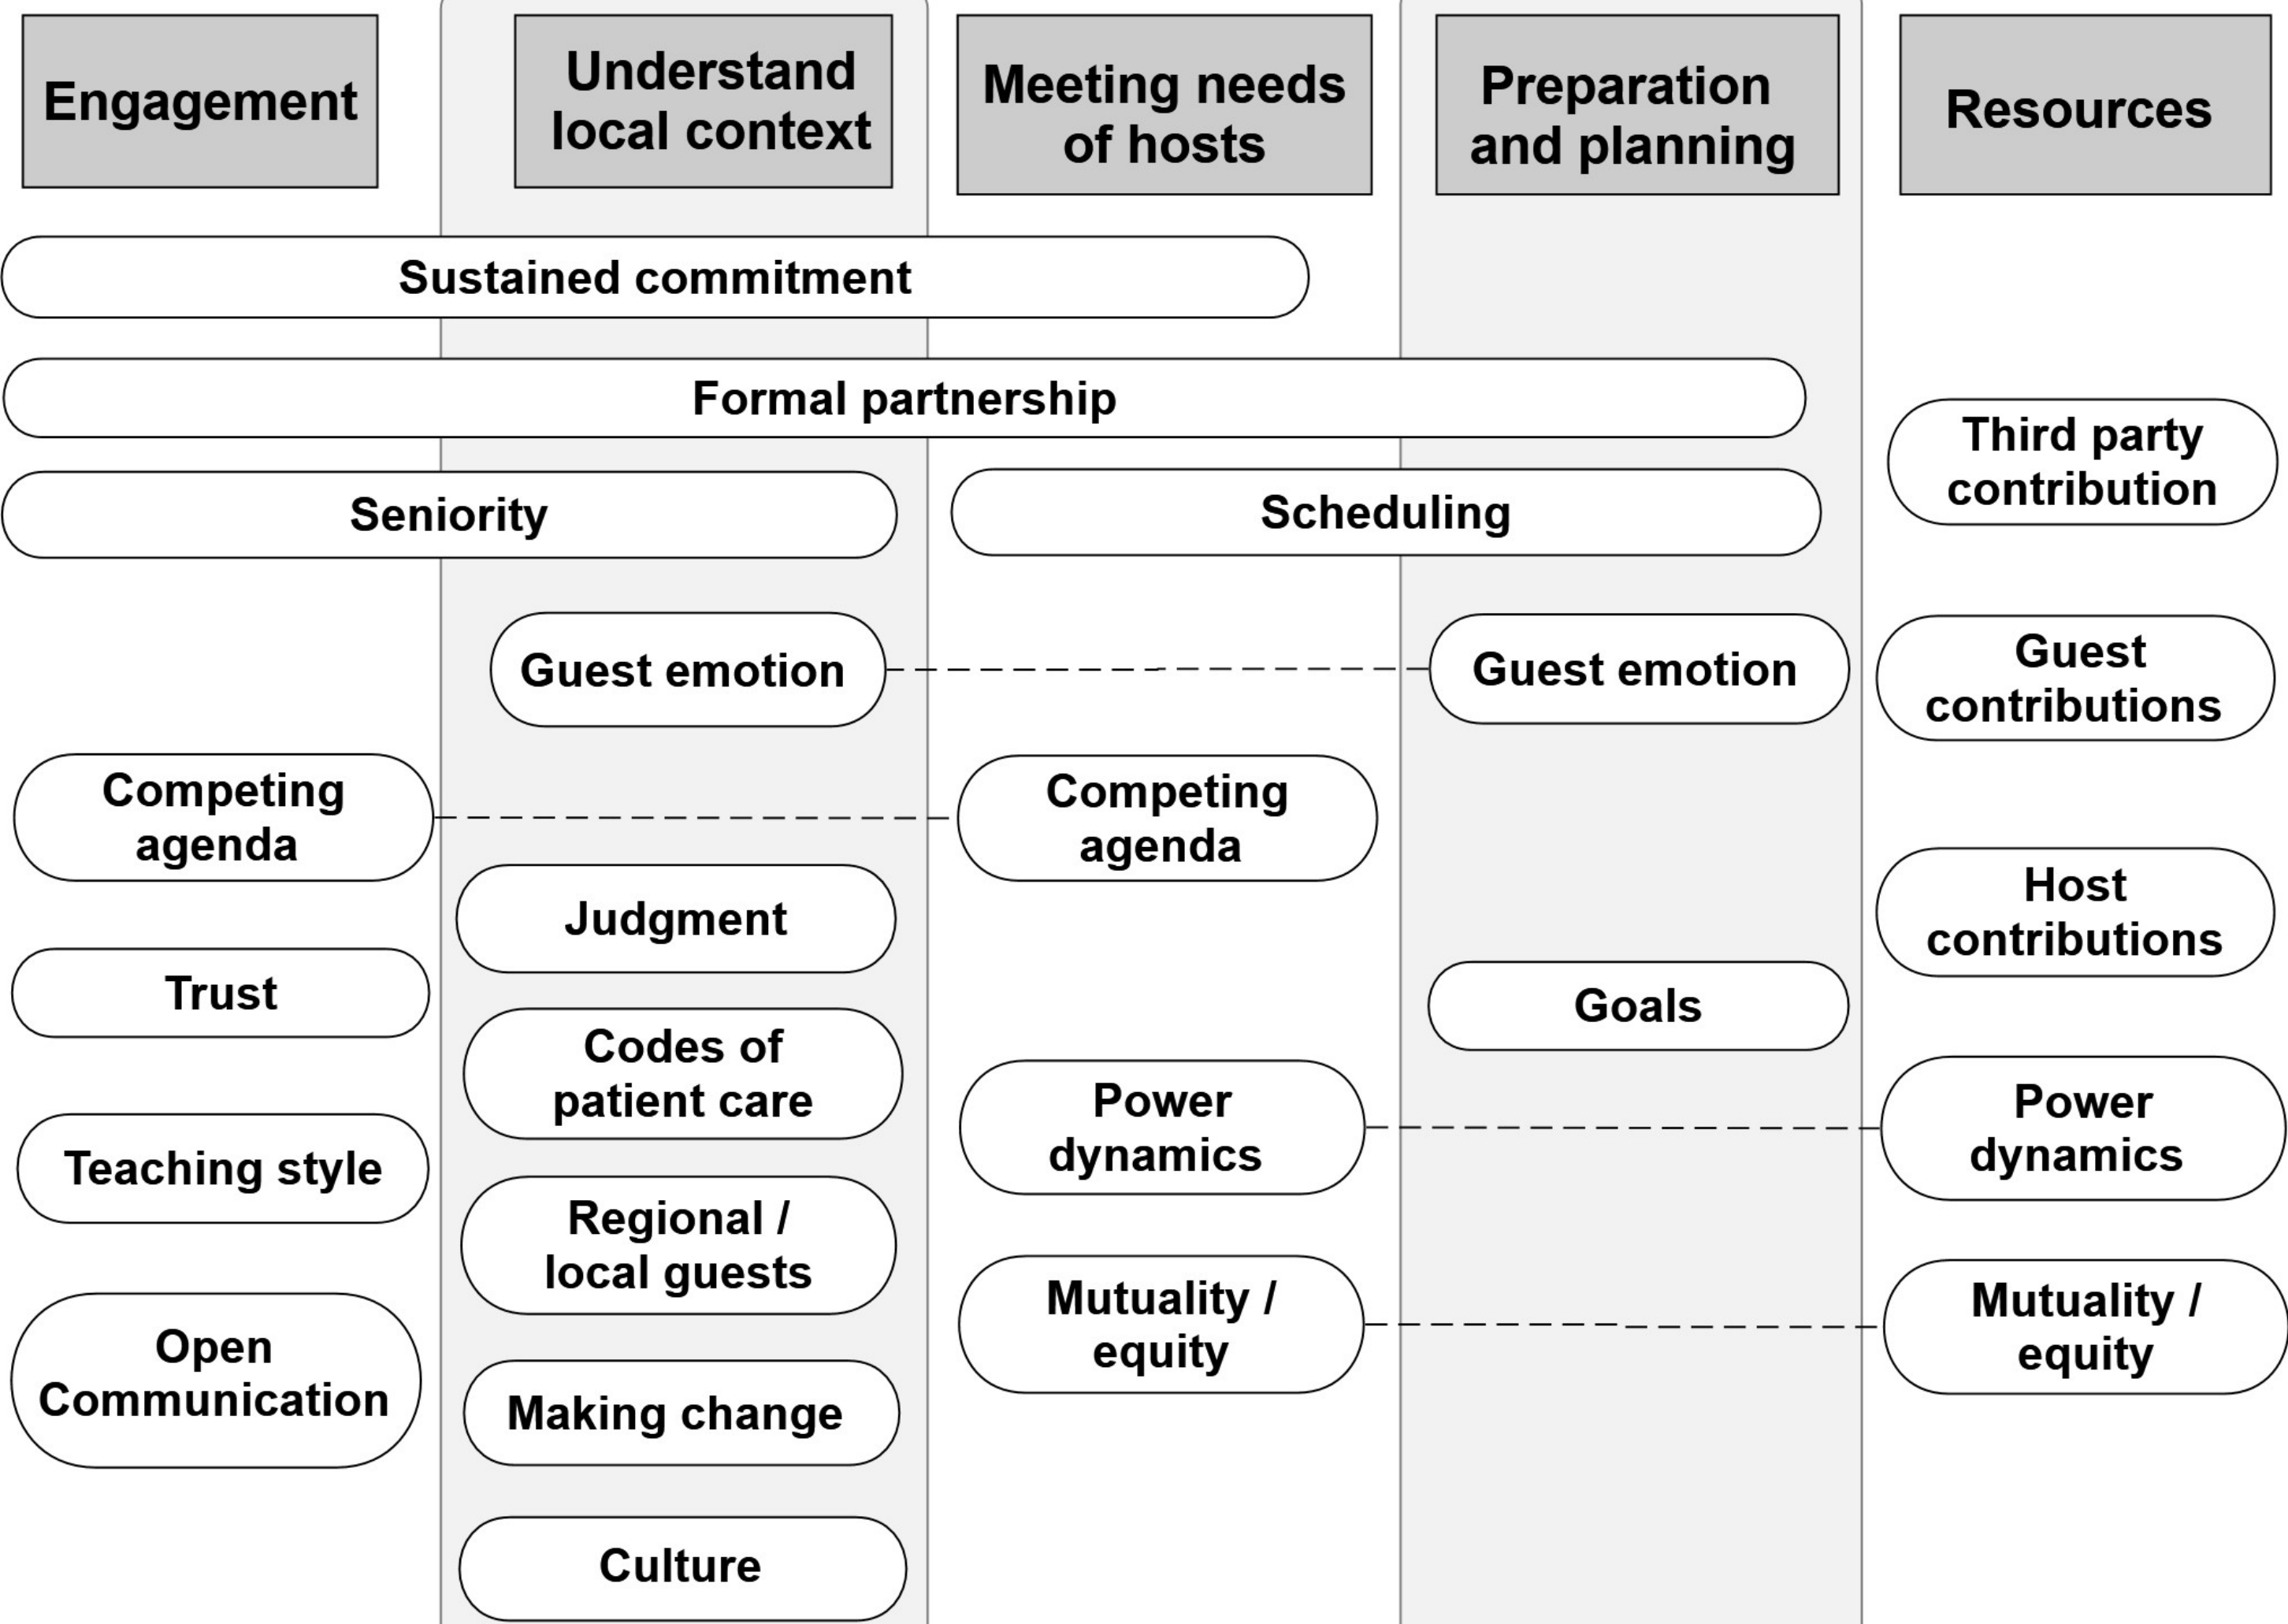 Engagement
Understand
local context
Meeting needs
of hosts
Preparation
and planning
Resources
Sustained commitment
Formal partnership
Third party
contribution
Seniority
Scheduling
Guest emotion
Guest emotion
Guest
contributions
Competing
agenda
Competing
agenda
Judgment
Host
contributions
Trust
Goals
Codes of
patient care
Power
dynamics
Power
dynamics
Teaching style
Regional /
local guests
Mutuality /
equity
Mutuality /
equity
Open
Communication
Making change
Culture